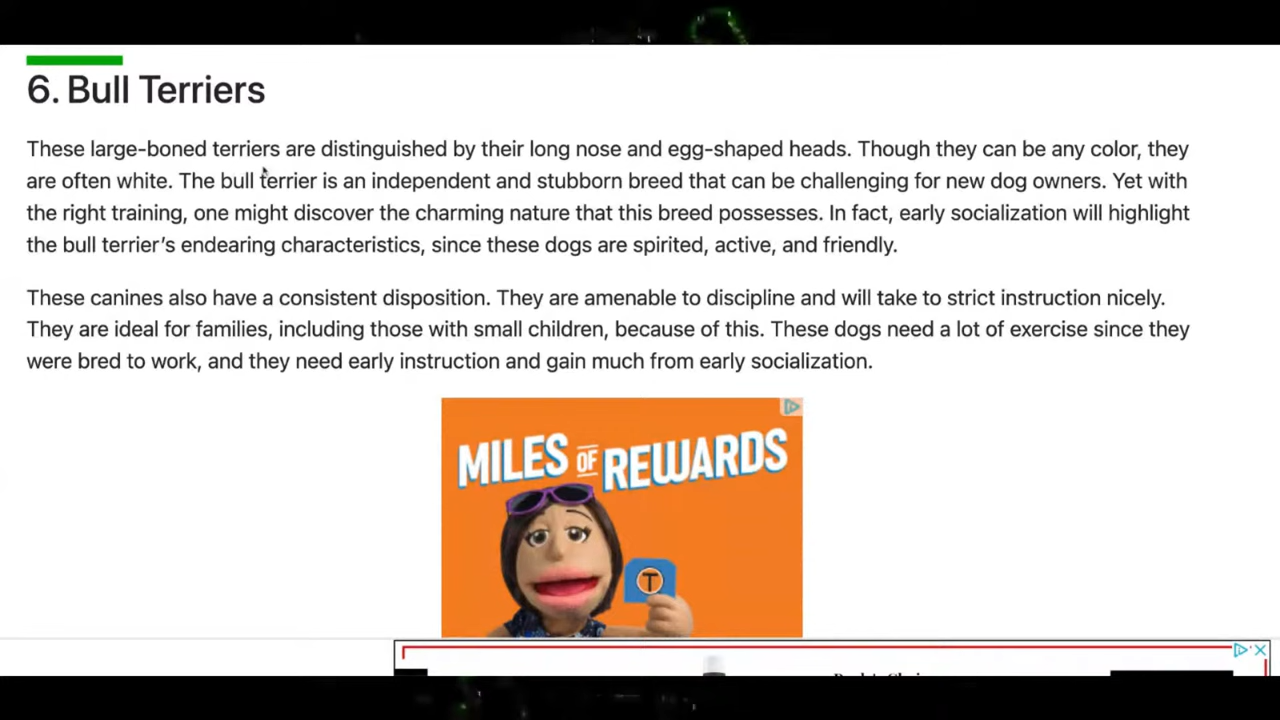 6. Bull Terriers
These large-boned terriers are distinguished by their long nose and egg-shaped heads. Though they can be any color, they
are often white. The bull terrier is an independent and stubborn breed that can be challenging for new dog owners. Yet with
the right training, one might discover the charming nature that this breed possesses. In fact, early socialization will highlight
the bull terrier’s endearing characteristics, since these dogs are spirited, active, and friendly.
These canines also have a consistent disposition. They are amenable to discipline and will take to strict instruction nicely.
They are ideal for families, including those with small children, because of this. These dogs need a lot of exercise since they
were bred to work, and they need early instruction and gain much from early socialization.
MILES OF REWARDS
T